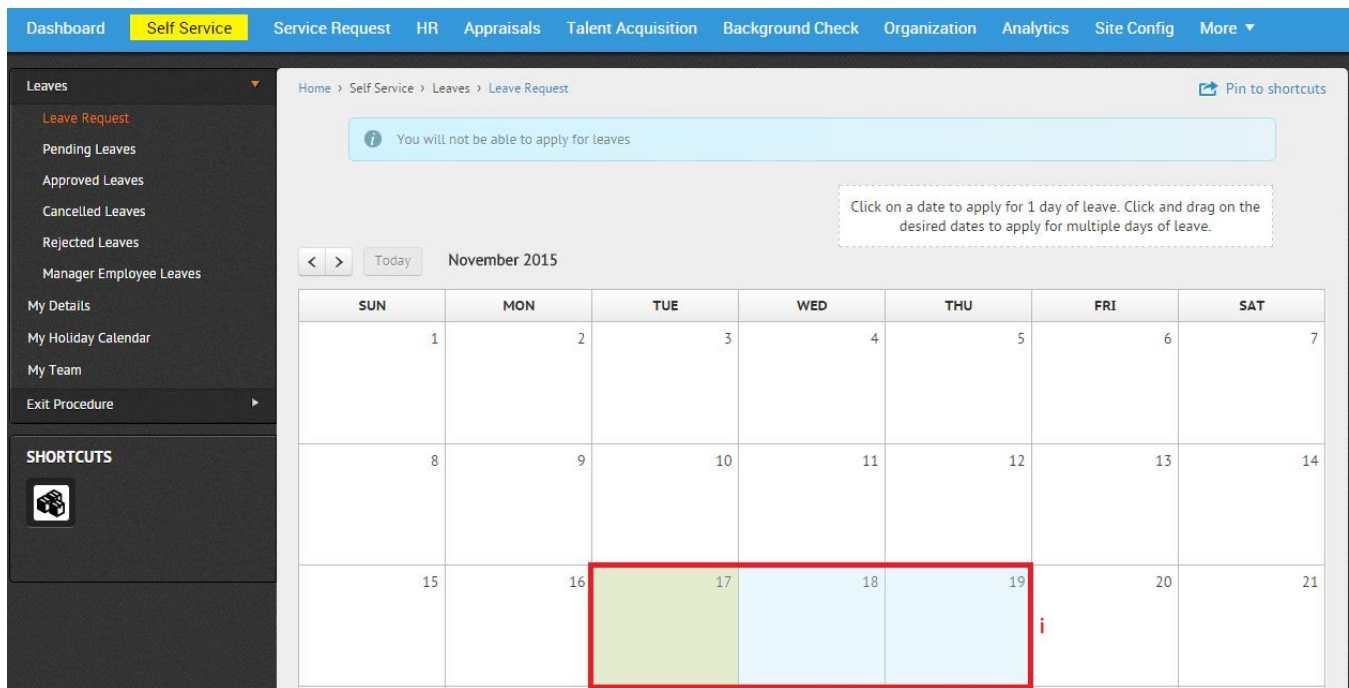 Dashboard Self Service Service Request HR Appraisals Talent Acquisition Background Check Organization Analytics Site Config More ▼
Leaves
Leave Request
Pending Leaves
Approved Leaves
Cancelled Leaves
Rejected Leaves
Manager Employee Leaves
My Details
My Holiday Calendar
My Team
Exit Procedure
SHORTCUTS
Home › Self Service › Leaves › Leave Request
Pin to shortcuts
i You will not be able to apply for leaves
Click on a date to apply for 1 day of leave. Click and drag on the
desired dates to apply for multiple days of leave.
< > Today November 2015
SUN MON TUE WED THU FRI SAT
1 2 3 4 5 6 7
8 9 10 11 12 13 14
15 16 17 18 19 20 21
i